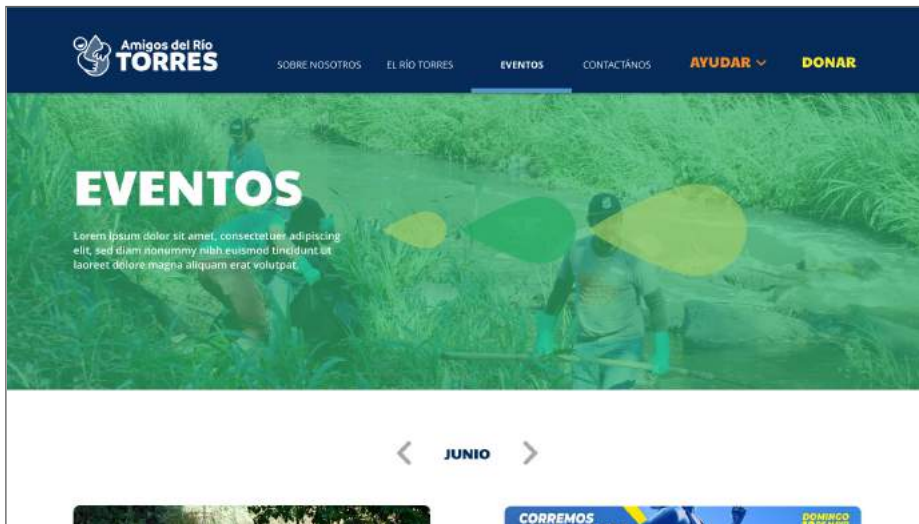 Amigos del Río
TORRES
SOBRE NOSOTROS EL RÍO TORRES EVENTOS CONTACTÁNOS AYUDAR DONAR
EVENTOS
Lorem ipsum dolor sit amet, consectetuer adipiscing
elit, sed diam nonummy nibh euismod tincidunt ut
laoreet dolore magna aliquam erat volutpat.
JUNIO
CORREMOS
DOMINGO